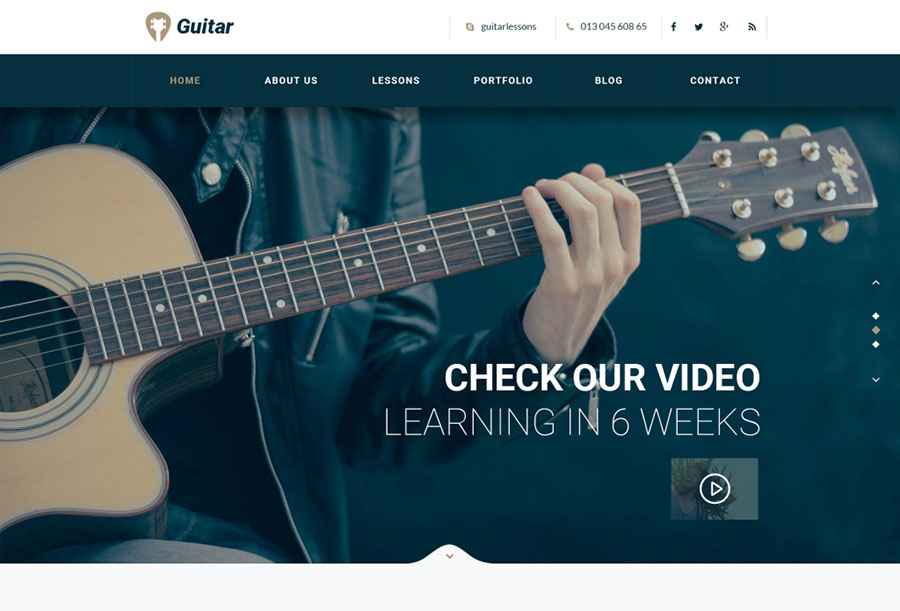 Guitar
guitarlessons
013 045 608 65
HOME
ABOUT US
LESSONS
PORTFOLIO
BLOG
CONTACT
Höfner
CHECK OUR VIDEO
LEARNING IN 6 WEEKS